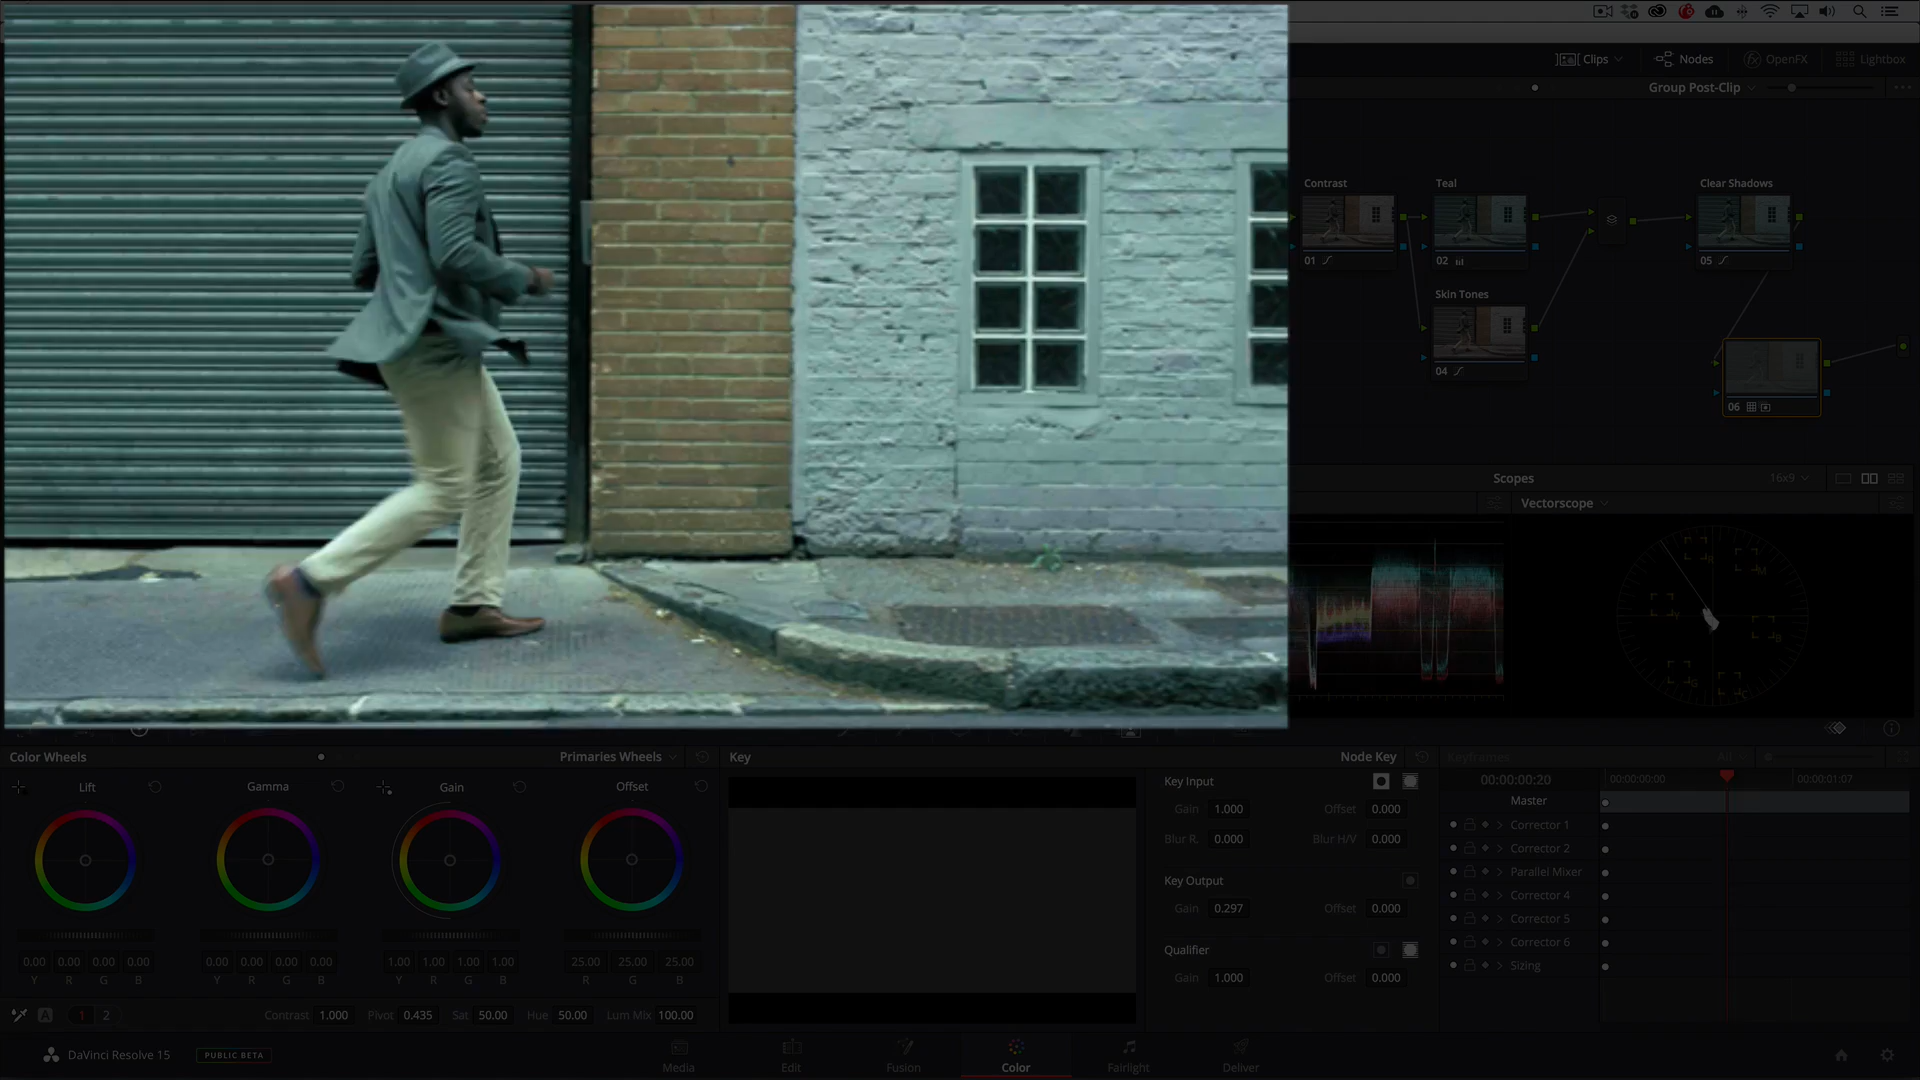 Clips Nodes OpenFX Lightbox
Group Post-Clip
Contrast Teal Clear Shadows
01 02 05
Skin Tones
04
06
Scopes 16x9
Vectorscope
Color Wheels Primaries Wheels Key Node Key Keyframes All
Lift Gamma Gain Offset
Key Input
Gain 1.000 Offset 0.000
Blur R. 0.000 Blur H/V 0.000
Key Output
Gain 0.297 Offset 0.000
Qualifier
Gain 1.000 Offset 0.000
00:00:00:20 00:00:00:00 00:00:01:07
Master
Corrector 1
Corrector 2
Parallel Mixer
Corrector 4
Corrector 5
Corrector 6
Sizing
0.00 0.00 0.00 0.00 0.00 0.00 0.00 0.00 1.00 1.00 1.00 1.00 25.00 25.00 25.00
Y R G B Y R G B Y R G B R G B
A 1 2 Contrast 1.000 Pivot 0.435 Sat 50.00 Hue 50.00 Lum Mix 100.00
DaVinci Resolve 15 PUBLIC BETA
Media Edit Fusion Color Fairlight Deliver